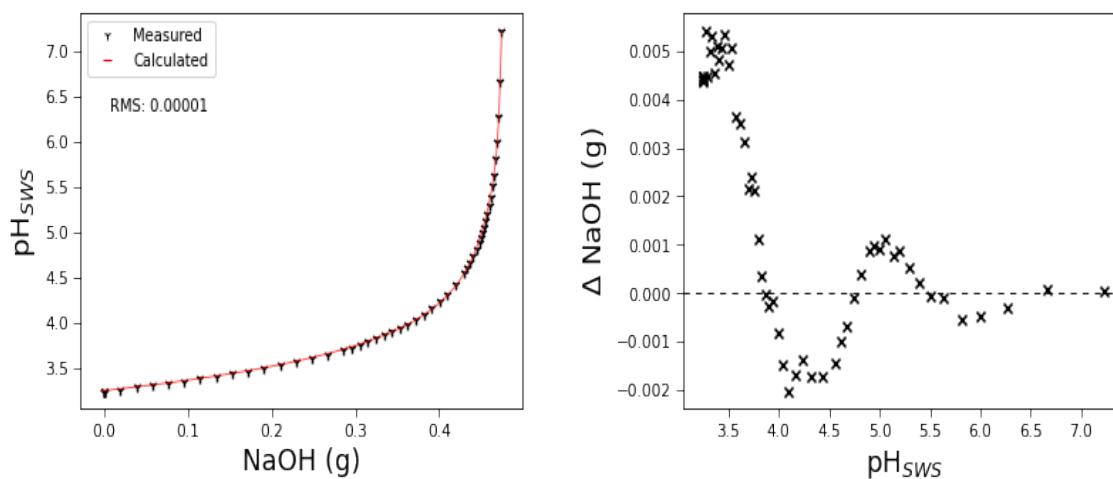 Measured
Calculated
RMS: 0.00001
7.0
6.5
6.0
5.5
5.0
4.5
4.0
3.5
pH_SWS
0.0 0.1 0.2 0.3 0.4
NaOH (g)
0.005
0.004
0.003
0.002
0.001
0.000
−0.001
−0.002
Δ NaOH (g)
3.5 4.0 4.5 5.0 5.5 6.0 6.5 7.0
pH_SWS